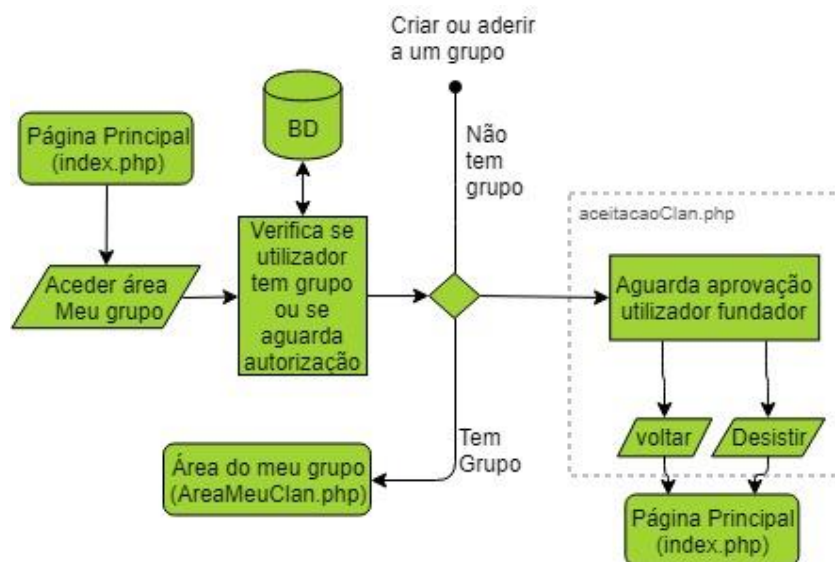 Criar ou aderir
a um grupo
BD
Página Principal
(index.php)
Não
tem
grupo
aceitacaoClan.php
Verifica se
utilizador
tem grupo
ou se
aguarda
autorização
Aceder área
Meu grupo
Aguarda aprovação
utilizador fundador
voltar
Desistir
Tem
Grupo
Área do meu grupo
(AreaMeuClan.php)
Página Principal
(index.php)